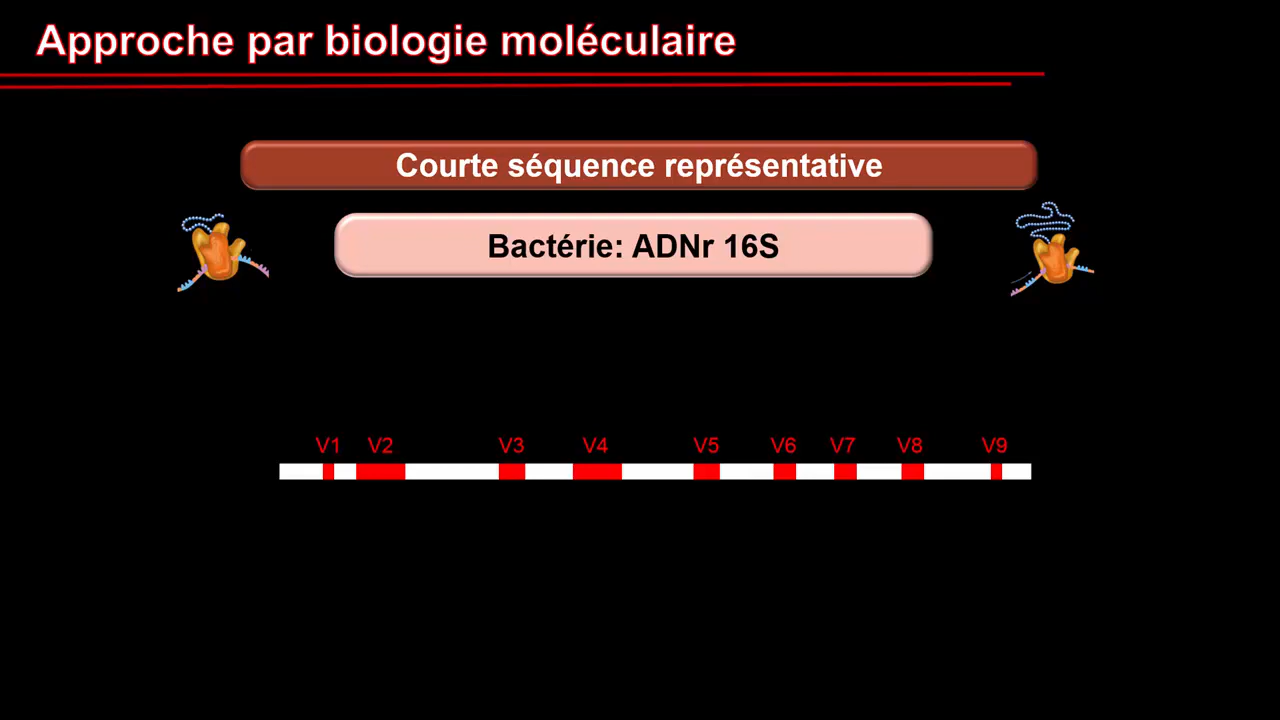 Approche par biologie moléculaire
Courte séquence représentative
Bactérie: ADNr 16S
V1 V2 V3 V4 V5 V6 V7 V8 V9